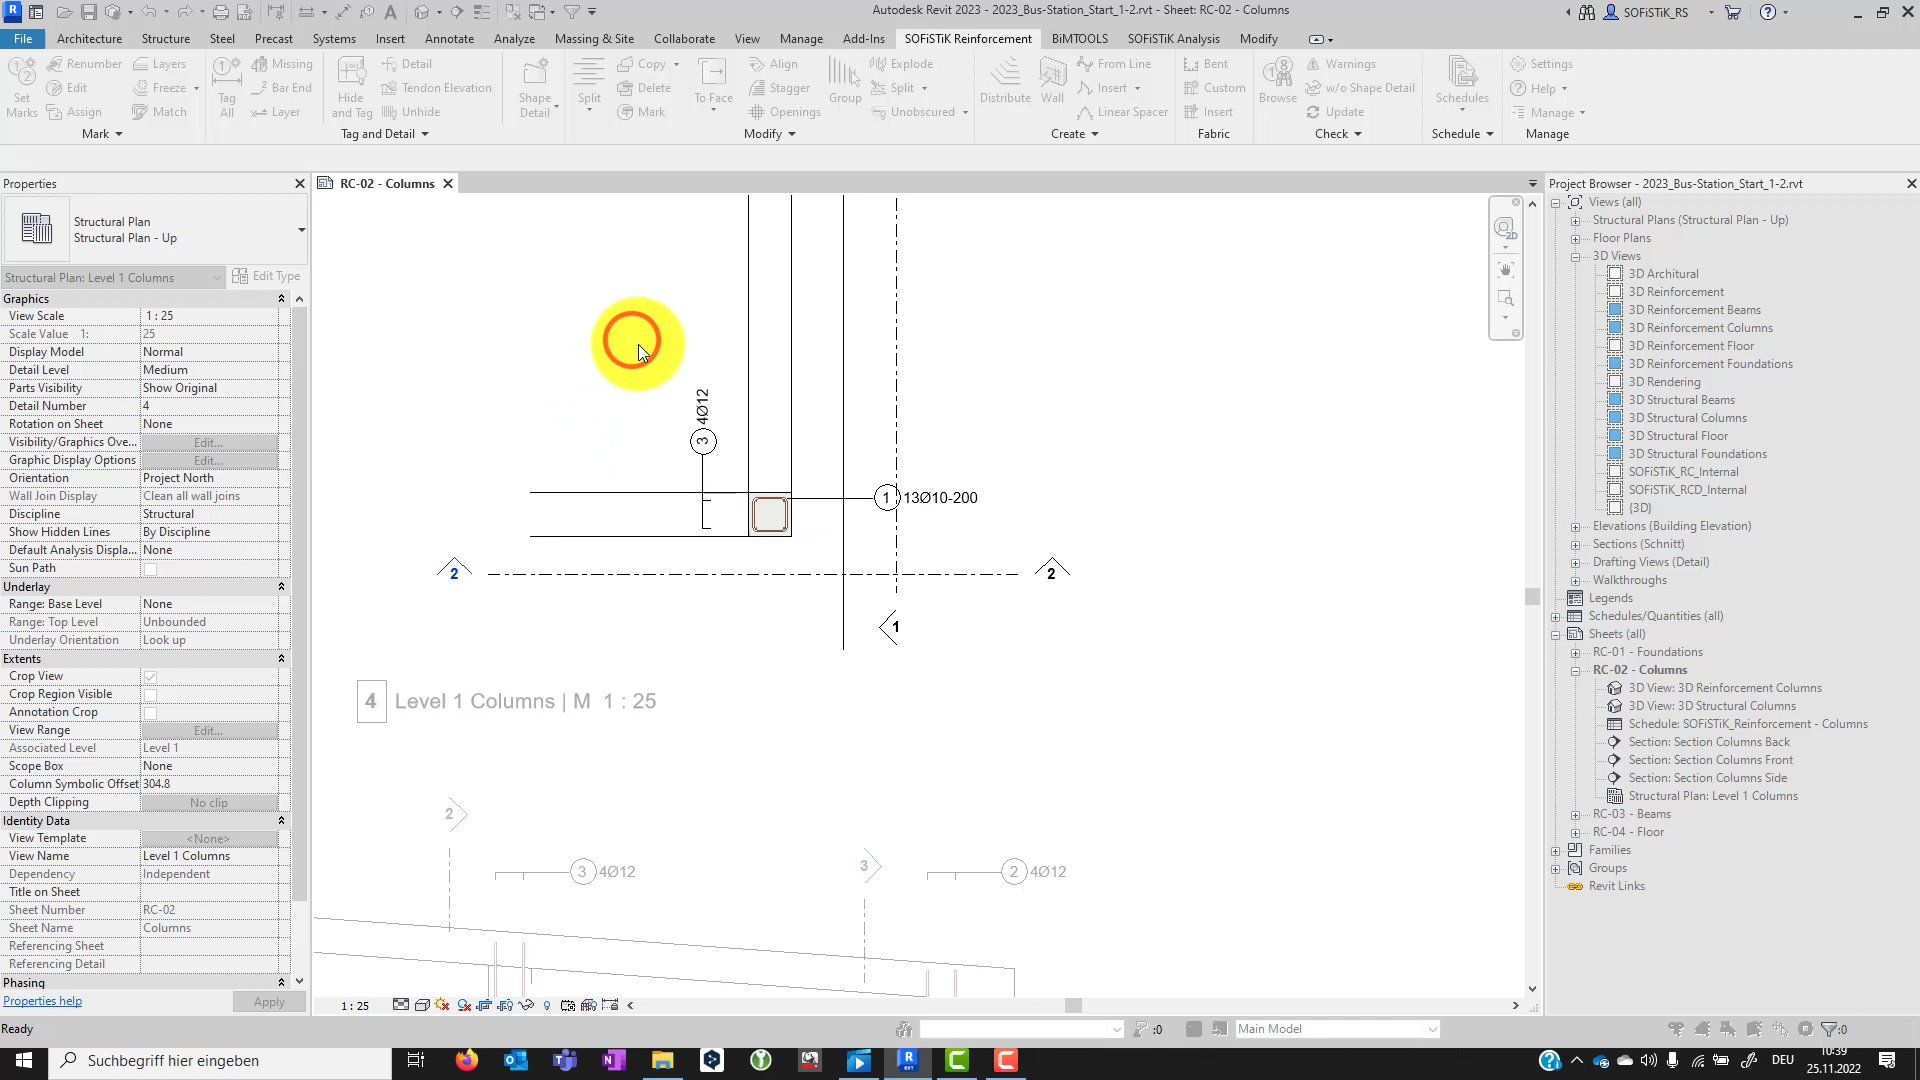 Autodesk Revit 2023 - 2023_Bus-Station_Start_1-2.rvt - Sheet: RC-02 - Columns
SOFiSTiK_RS
File Architecture Structure Steel Precast Systems Insert Annotate Analyze Massing & Site Collaborate View Manage Add-Ins SOFiSTiK Reinforcement BiMTOOLS SOFiSTiK Analysis Modify
Set Marks
Renumber
Edit
Assign
Layers
Freeze
Match
Mark
Tag All
Missing
Bar End
Layer
Hide and Tag
Detail
Tendon Elevation
Unhide
Tag and Detail
Shape Detail
Split
Copy
Delete
Mark
To Face
Align
Stagger
Openings
Group
Explode
Split
Unobscured
Modify
Distribute
Wall
From Line
Insert
Linear Spacer
Create
Bent
Custom
Insert
Fabric
Browse
Warnings
w/o Shape Detail
Update
Check
Schedules
Schedule
Settings
Help
Manage
Manage
Properties
Structural Plan
Structural Plan - Up
Structural Plan: Level 1 Columns
Edit Type
Graphics
View Scale 1 : 25
Scale Value 1: 25
Display Model Normal
Detail Level Medium
Parts Visibility Show Original
Detail Number 4
Rotation on Sheet None
Visibility/Graphics Ove... Edit...
Graphic Display Options Edit...
Orientation Project North
Wall Join Display Clean all wall joins
Discipline Structural
Show Hidden Lines By Discipline
Default Analysis Displa... None
Sun Path
Underlay
Range: Base Level None
Range: Top Level Unbounded
Underlay Orientation Look up
Extents
Crop View
Crop Region Visible
Annotation Crop
View Range Edit...
Associated Level Level 1
Scope Box None
Column Symbolic Offset 304.8
Depth Clipping No clip
Identity Data
View Template <None>
View Name Level 1 Columns
Dependency Independent
Title on Sheet
Sheet Number RC-02
Sheet Name Columns
Referencing Sheet
Referencing Detail
Phasing
Properties help
Apply
RC-02 - Columns
2D
3 4Ø12
1 13Ø10-200
2
2
1
4 Level 1 Columns | M 1 : 25
2
3
3 4Ø12
2 4Ø12
1 : 25
Project Browser - 2023_Bus-Station_Start_1-2.rvt
Views (all)
Structural Plans (Structural Plan - Up)
Floor Plans
3D Views
3D Architural
3D Reinforcement
3D Reinforcement Beams
3D Reinforcement Columns
3D Reinforcement Floor
3D Reinforcement Foundations
3D Rendering
3D Structural Beams
3D Structural Columns
3D Structural Floor
3D Structural Foundations
SOFiSTiK_RC_Internal
SOFiSTiK_RCD_Internal
{3D}
Elevations (Building Elevation)
Sections (Schnitt)
Drafting Views (Detail)
Walkthroughs
Legends
Schedules/Quantities (all)
Sheets (all)
RC-01 - Foundations
RC-02 - Columns
3D View: 3D Reinforcement Columns
3D View: 3D Structural Columns
Schedule: SOFiSTiK_Reinforcement - Columns
Section: Section Columns Back
Section: Section Columns Front
Section: Section Columns Side
Structural Plan: Level 1 Columns
RC-03 - Beams
RC-04 - Floor
Families
Groups
Revit Links
Ready
:0
Main Model
:0
Suchbegriff hier eingeben
DEU
10:39
25.11.2022